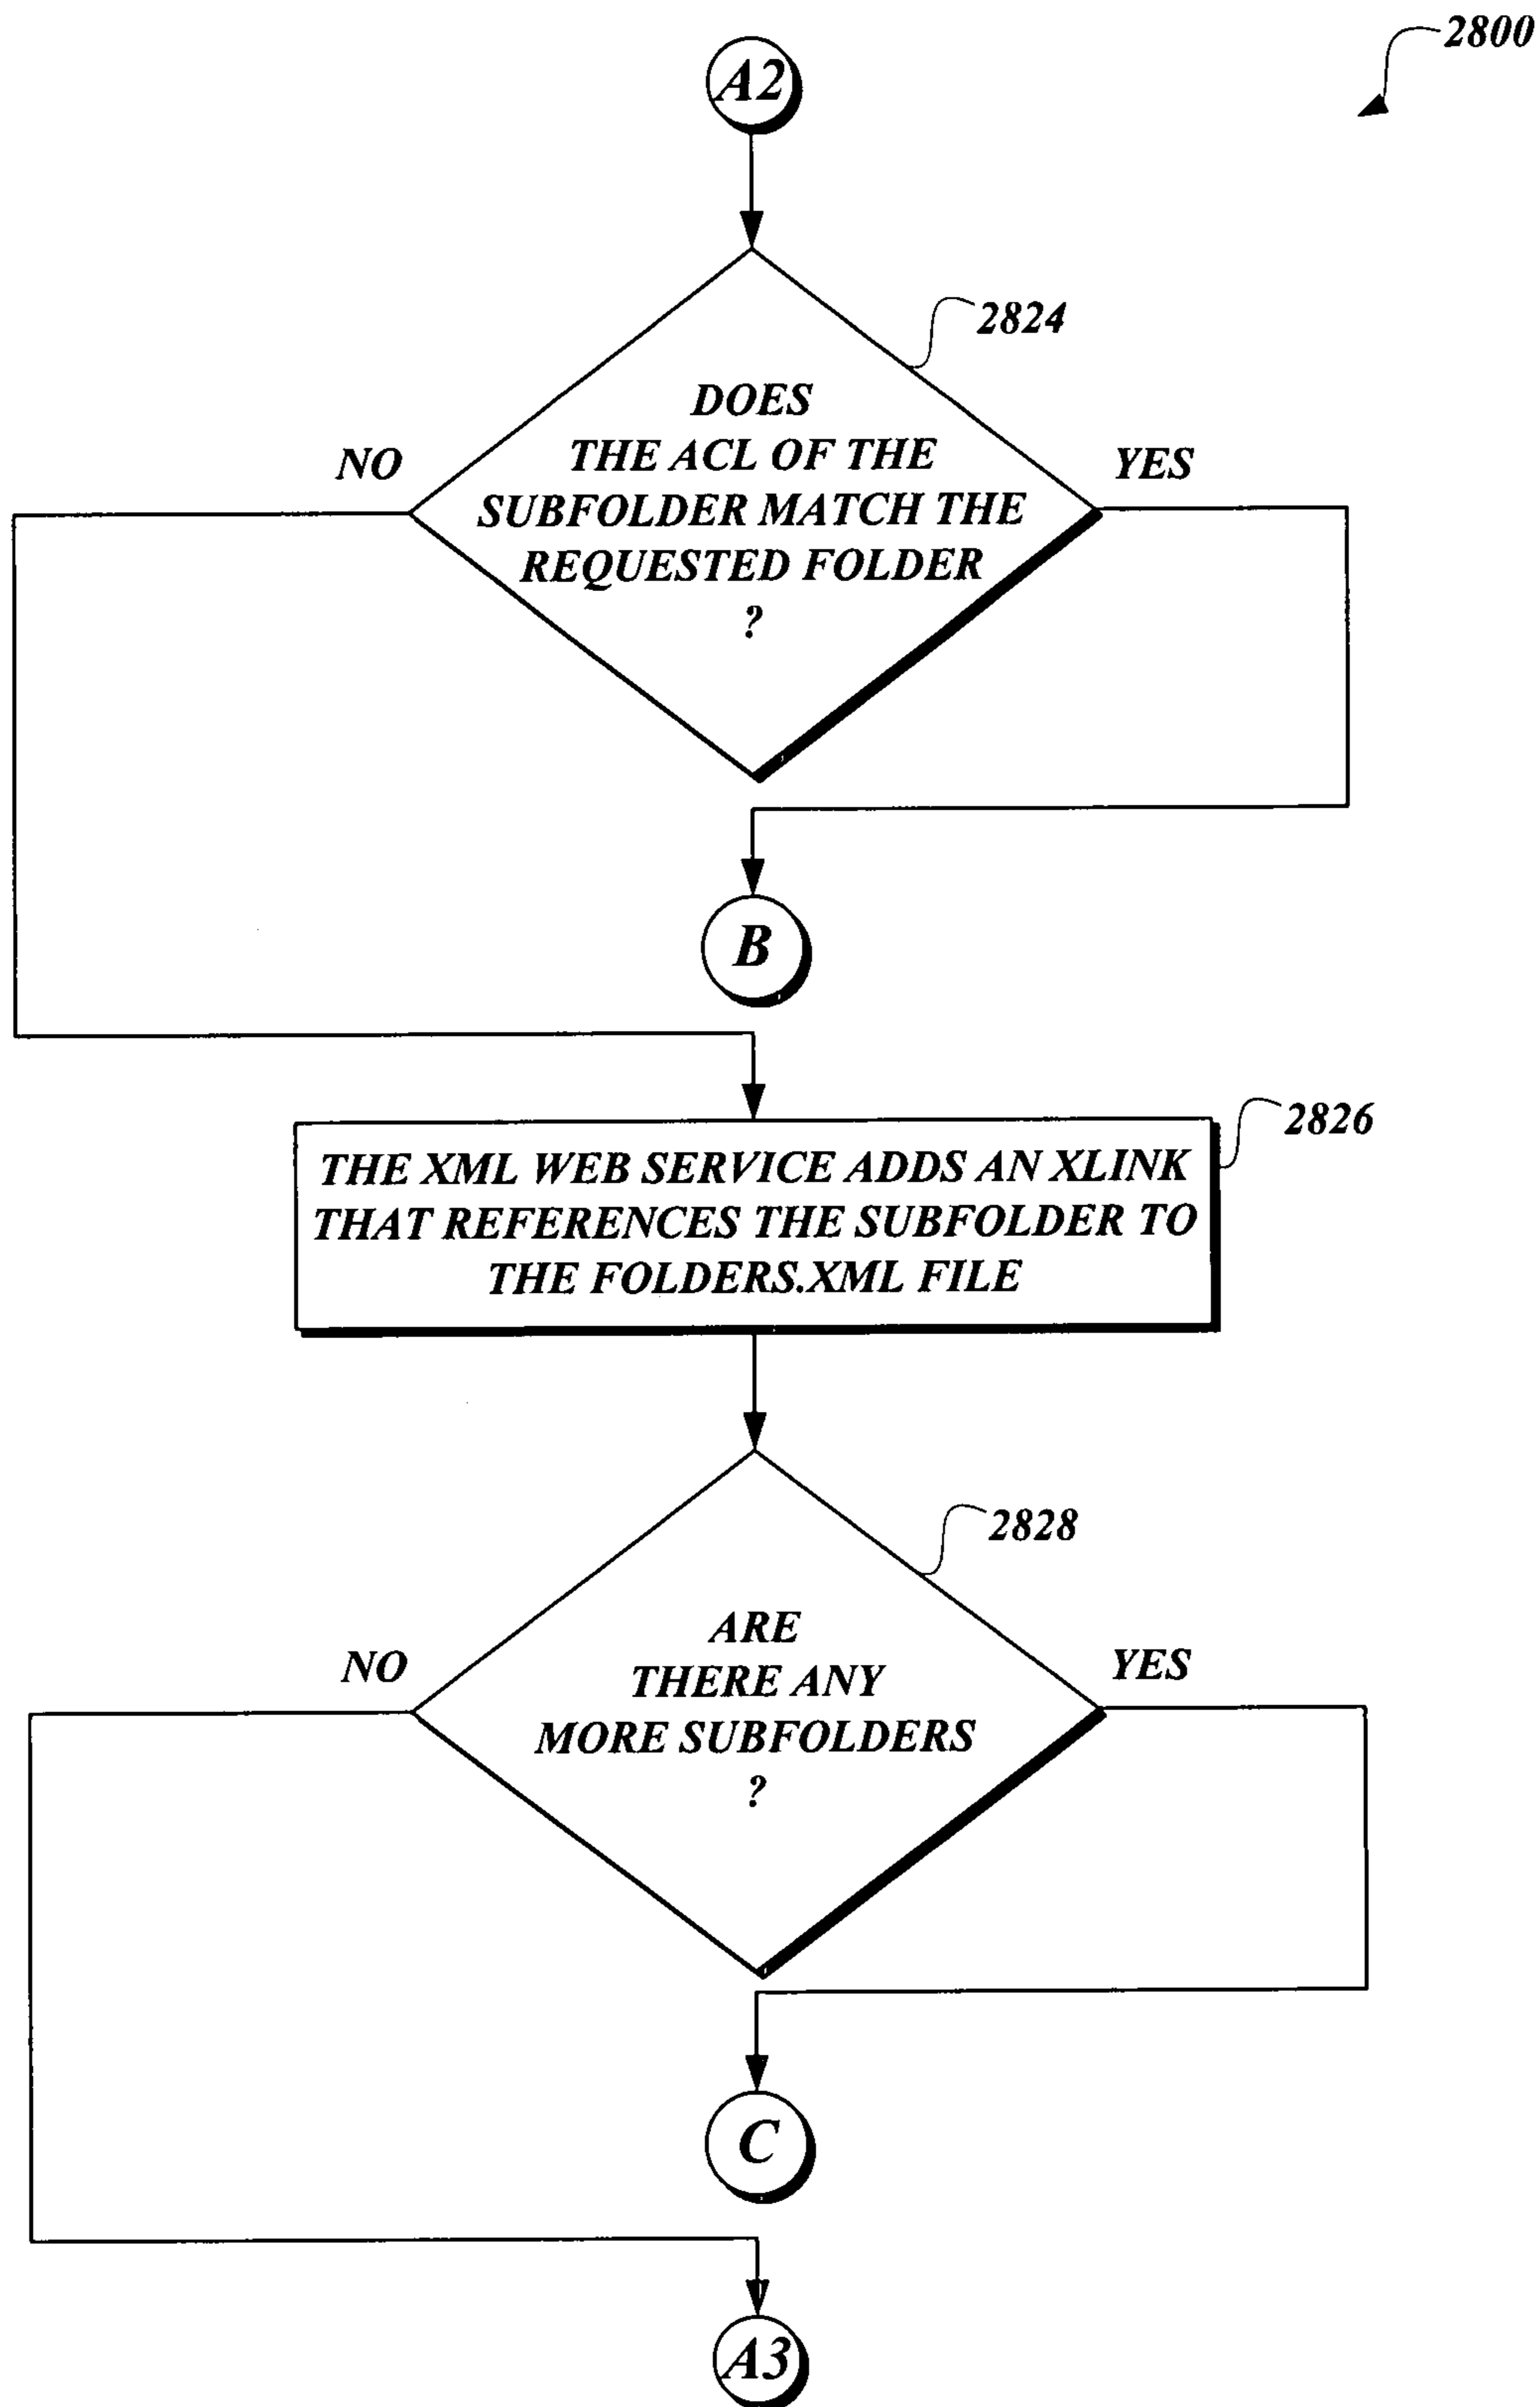 2800
A2
2824
DOES
THE ACL OF THE
SUBFOLDER MATCH THE
REQUESTED FOLDER
?
NO
YES
B
2826
THE XML WEB SERVICE ADDS AN XLINK
THAT REFERENCES THE SUBFOLDER TO
THE FOLDERS.XML FILE
2828
ARE
THERE ANY
MORE SUBFOLDERS
?
NO
YES
C
A3